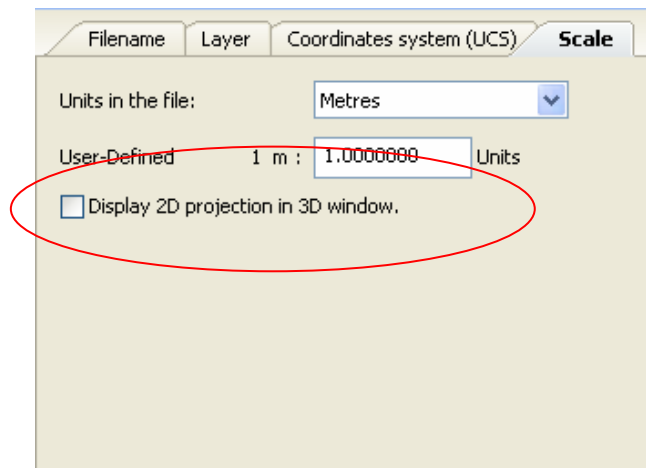 Filename Layer Coordinates system (UCS) Scale
Units in the file: Metres
User-Defined 1 m : 1.0000000 Units
Display 2D projection in 3D window.